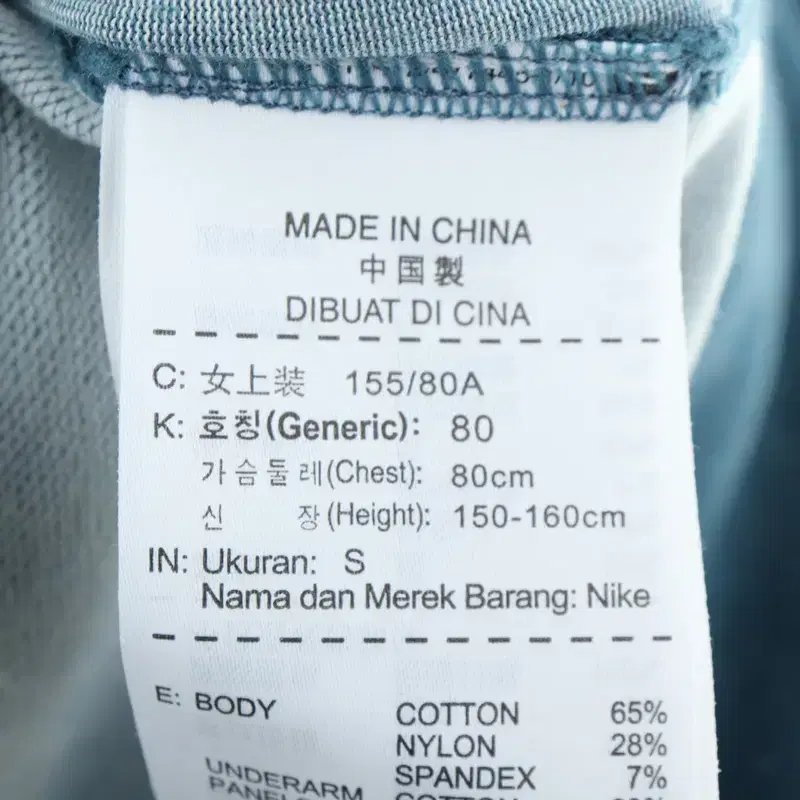 MADE IN CHINA
中国製
DIBUAT DI CINA
C: 女上装 155/80A
K: 호칭(Generic): 80
가슴둘레(Chest): 80cm
신 장(Height): 150-160cm
IN: Ukuran: S
Nama dan Merek Barang: Nike
E: BODY COTTON 65%
NYLON 28%
UNDERARM SPANDEX 7%